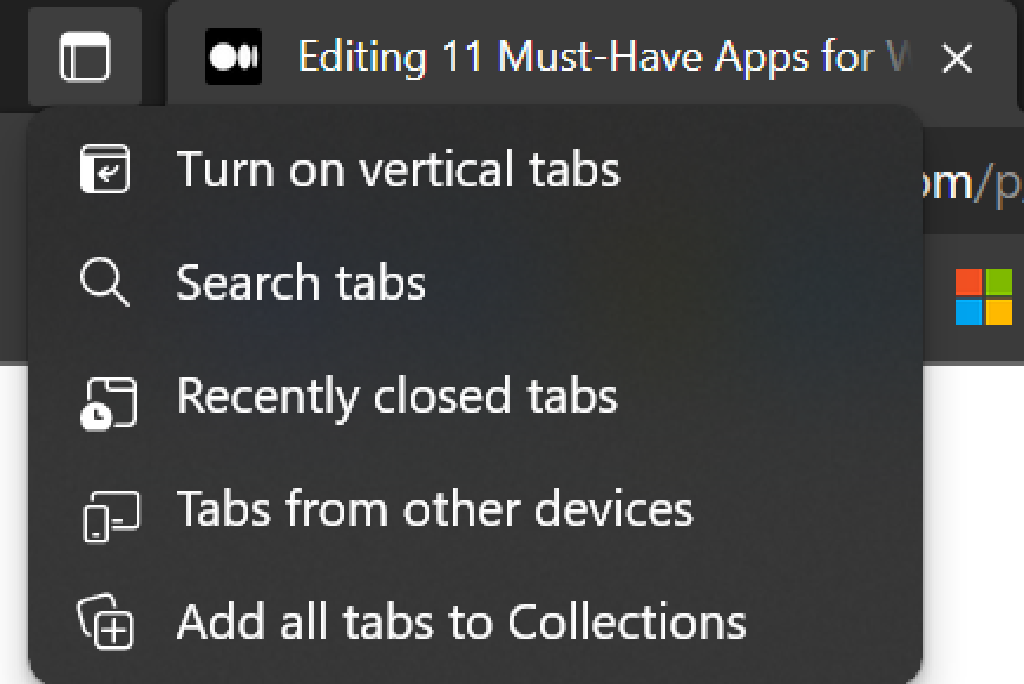 Editing 11 Must-Have Apps for W
Turn on vertical tabs
om/p
Search tabs
Recently closed tabs
Tabs from other devices
Add all tabs to Collections